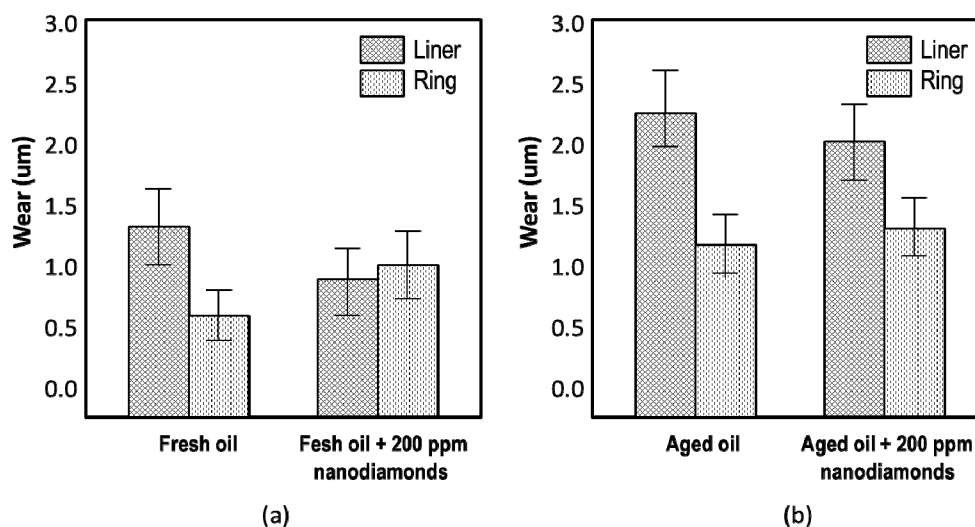 3.0
2.5
2.0
1.5
1.0
0.5
0.0
Wear (um)
Liner
Ring
Fresh oil
Fesh oil + 200 ppm
nanodiamonds
(a)
3.0
2.5
2.0
1.5
1.0
0.5
0.0
Wear (um)
Liner
Ring
Aged oil
Aged oil + 200 ppm
nanodiamonds
(b)